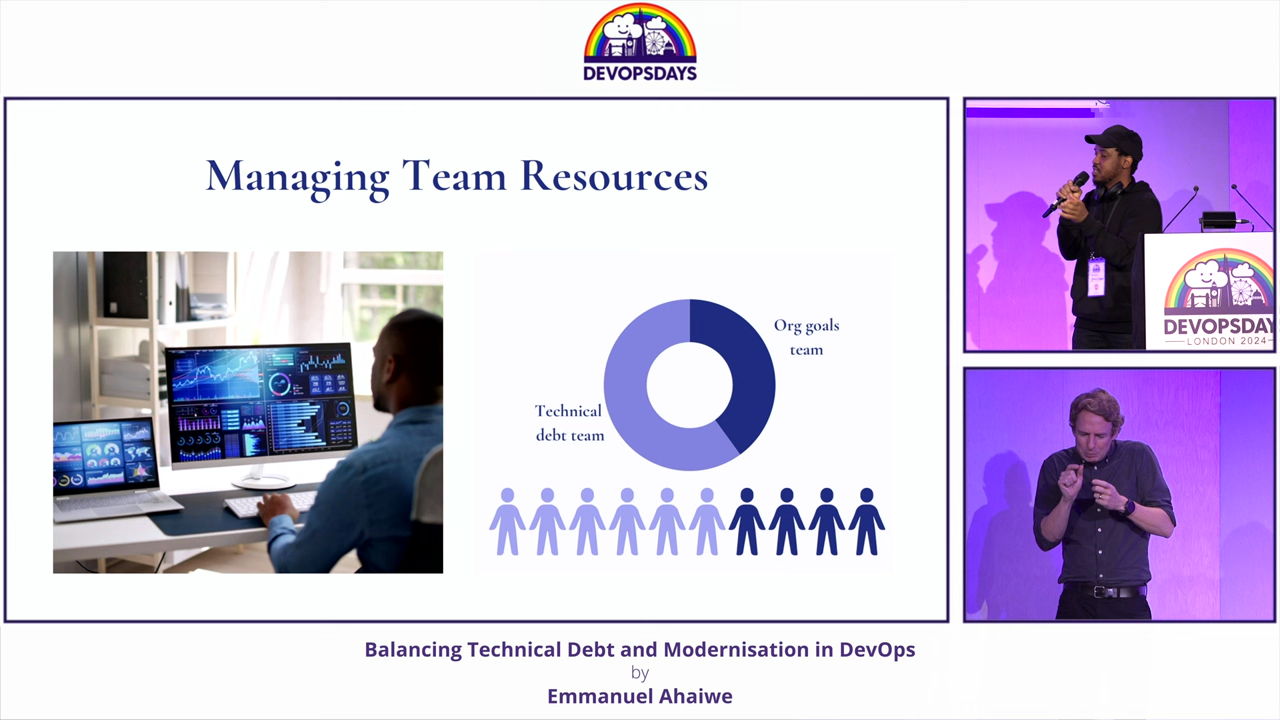 DEVOPSDAYS
Managing Team Resources
Org goals
team
Technical
debt team
DEVOPSDAY
LONDON 2024
Balancing Technical Debt and Modernisation in DevOps
by
Emmanuel Ahaiwe